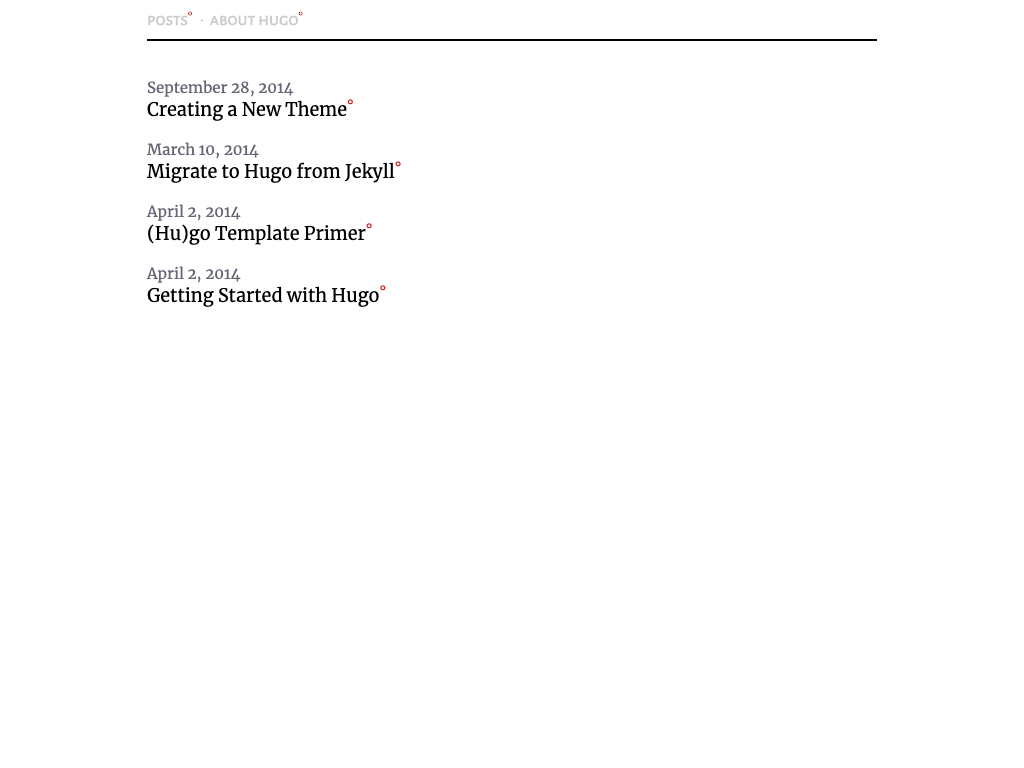 POSTS° · ABOUT HUGO°
September 28, 2014
Creating a New Theme°
March 10, 2014
Migrate to Hugo from Jekyll°
April 2, 2014
(Hu)go Template Primer°
April 2, 2014
Getting Started with Hugo°